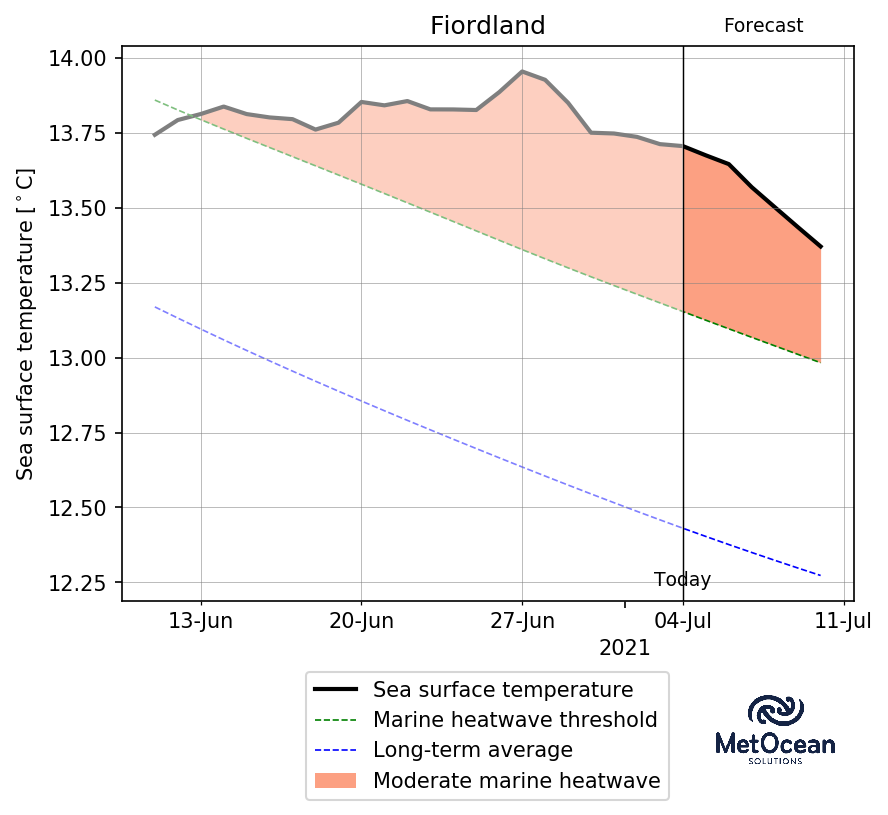 Fiordland
Forecast
Sea surface temperature [°C]
14.00
13.75
13.50
13.25
13.00
12.75
12.50
12.25
Today
13-Jun 20-Jun 27-Jun 04-Jul 11-Jul
2021
Sea surface temperature
Marine heatwave threshold
Long-term average
Moderate marine heatwave
MetOcean
SOLUTIONS